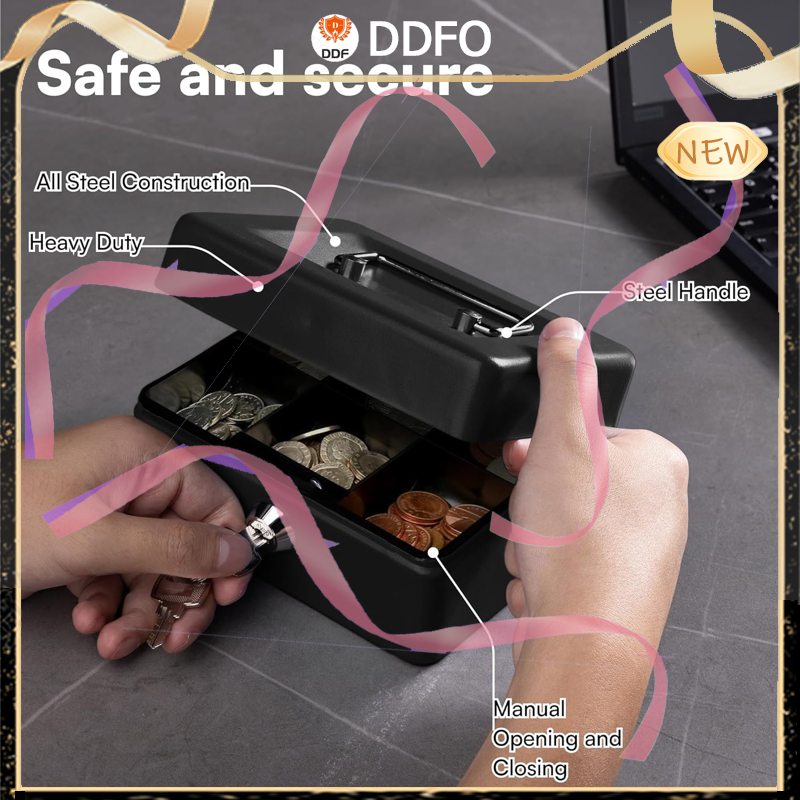 DDF
DDFO
Safe and secure
NEW
All Steel Construction
Heavy Duty
Steel Handle
Manual
Opening and
Closing